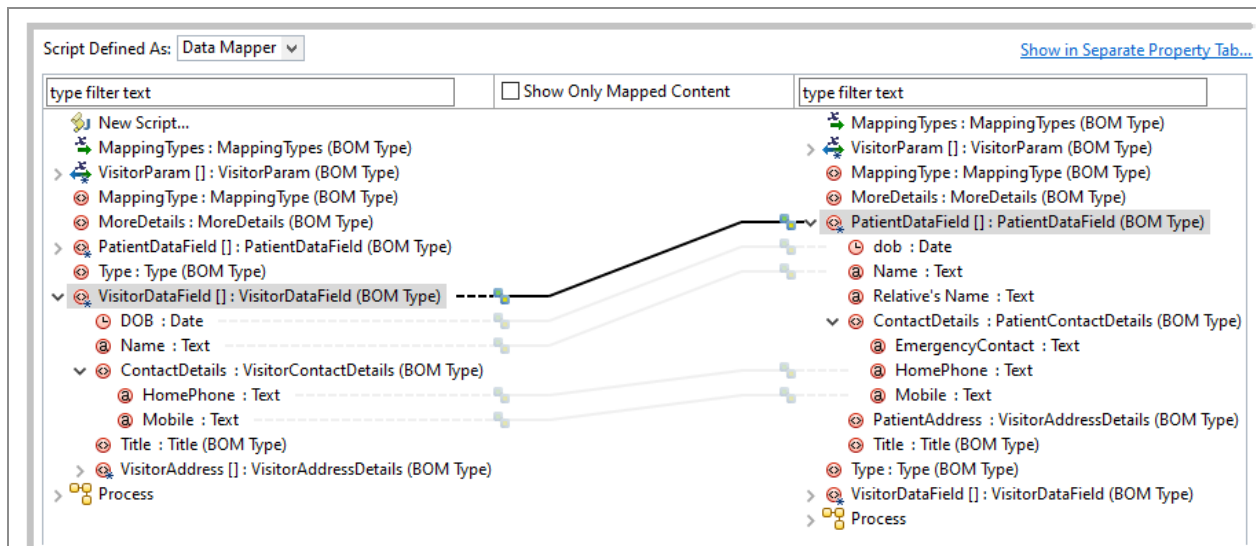 Script Defined As: Data Mapper
Show in Separate Property Tab...
type filter text
Show Only Mapped Content
type filter text
New Script...
MappingTypes : MappingTypes (BOM Type)
VisitorParam [] : VisitorParam (BOM Type)
MappingType : MappingType (BOM Type)
MoreDetails : MoreDetails (BOM Type)
PatientDataField [] : PatientDataField (BOM Type)
Type : Type (BOM Type)
VisitorDataField [] : VisitorDataField (BOM Type)
DOB : Date
Name : Text
ContactDetails : VisitorContactDetails (BOM Type)
HomePhone : Text
Mobile : Text
Title : Title (BOM Type)
VisitorAddress [] : VisitorAddressDetails (BOM Type)
Process
MappingTypes : MappingTypes (BOM Type)
VisitorParam [] : VisitorParam (BOM Type)
MappingType : MappingType (BOM Type)
MoreDetails : MoreDetails (BOM Type)
PatientDataField [] : PatientDataField (BOM Type)
dob : Date
Name : Text
Relative's Name : Text
ContactDetails : PatientContactDetails (BOM Type)
EmergencyContact : Text
HomePhone : Text
Mobile : Text
PatientAddress : VisitorAddressDetails (BOM Type)
Title : Title (BOM Type)
Type : Type (BOM Type)
VisitorDataField [] : VisitorDataField (BOM Type)
Process